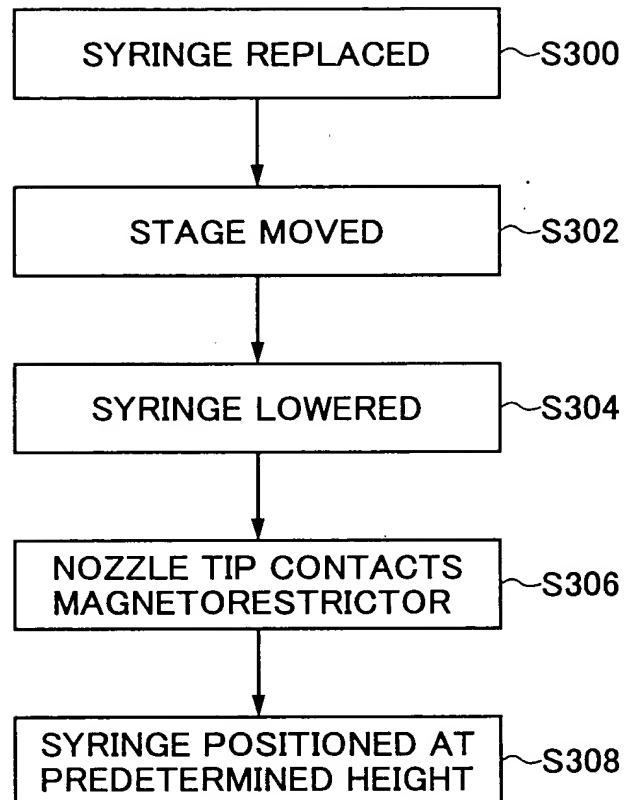 SYRINGE REPLACED
S300
STAGE MOVED
S302
SYRINGE LOWERED
S304
NOZZLE TIP CONTACTS
MAGNETORESTRICTOR
S306
SYRINGE POSITIONED AT
PREDETERMINED HEIGHT
S308